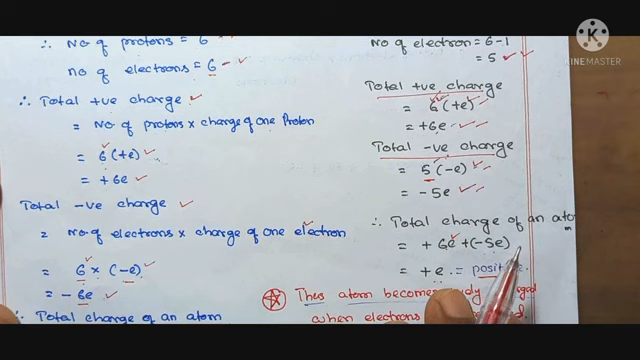 ∴ No of protons = 6
no of electrons = 6
∴ Total +ve charge
= No of protons x charge of one Proton
= 6 (+e)
= +6e
Total -ve charge
= No of electrons x charge of one electron
= 6 x (-e)
= - 6e
∴ Total charge of an atom
No of electron = 6-1
= 5
Total +ve charge
= 6 (+e)
= +6e
Total -ve charge
= 5 (-e)
= - 5e
∴ Total charge of an atom
= + 6e + (-5e)
= + e =
Thus atom becomes
when electrons
KINEMASTER